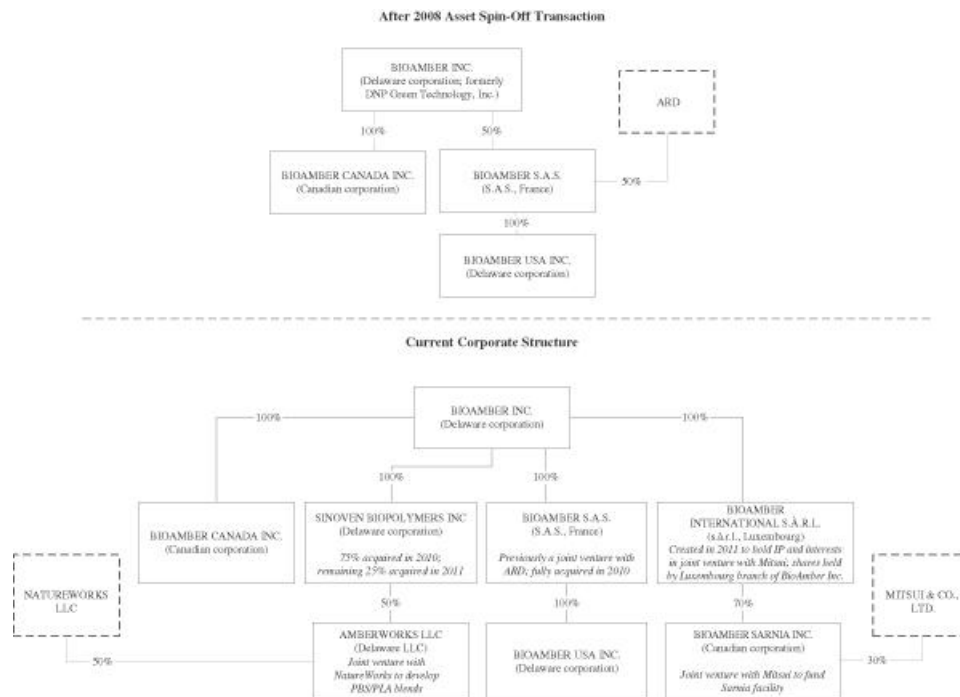 After 2008 Asset Spin-Off Transaction
BIOAMBER INC.
(Delaware corporation; formerly
DNP Green Technology, Inc.)
ARD
100%
50%
BIOAMBER CANADA INC.
(Canadian corporation)
BIOAMBER S.A.S.
(S.A.S., France)
50%
100%
BIOAMBER USA INC.
(Delaware corporation)
Current Corporate Structure
BIOAMBER INC.
(Delaware corporation)
100%
100%
100%
100%
BIOAMBER CANADA INC.
(Canadian corporation)
SINOVEN BIOPOLYMERS INC
(Delaware corporation)
75% acquired in 2010;
remaining 25% acquired in 2011
BIOAMBER S.A.S.
(S.A.S., France)
Previously a joint venture with
ARD; fully acquired in 2010
BIOAMBER
INTERNATIONAL S.À.R.L.
(s.à.r.l., Luxembourg)
Created in 2011 to hold IP and interests
in joint venture with Mitsui; shares held
by Luxembourg branch of BioAmber Inc.
NATUREWORKS
LLC
MITSUI & CO.,
LTD.
50%
100%
70%
AMBERWORKS LLC
(Delaware LLC)
Joint venture with
NatureWorks to develop
PBS/PLA blends
BIOAMBER USA INC.
(Delaware corporation)
BIOAMBER SARNIA INC.
(Canadian corporation)
Joint venture with Mitsui to fund
Sarnia facility
50%
30%